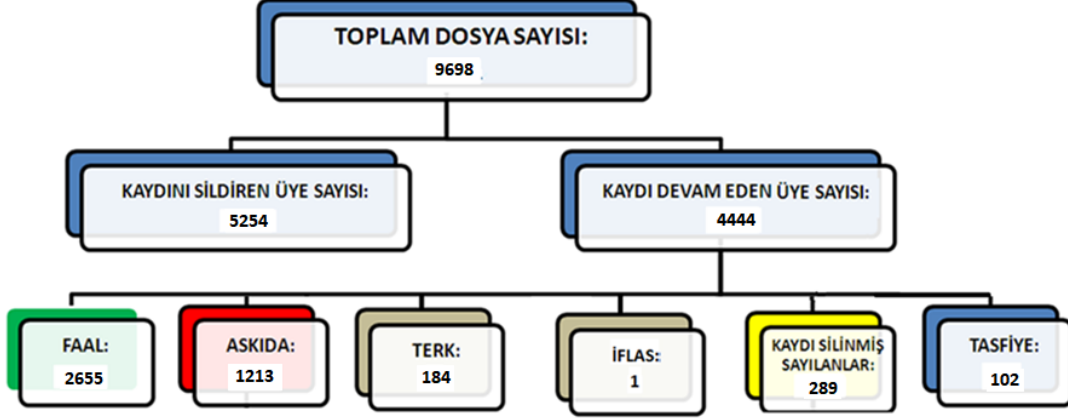 TOPLAM DOSYA SAYISI:
9698
KAYDINI SİLDİREN ÜYE SAYISI:
5254
KAYDI DEVAM EDEN ÜYE SAYISI:
4444
FAAL:
2655
ASKIDA:
1213
TERK:
184
İFLAS:
1
KAYDI SİLİNMİŞ
SAYILANLAR:
289
TASFİYE:
102